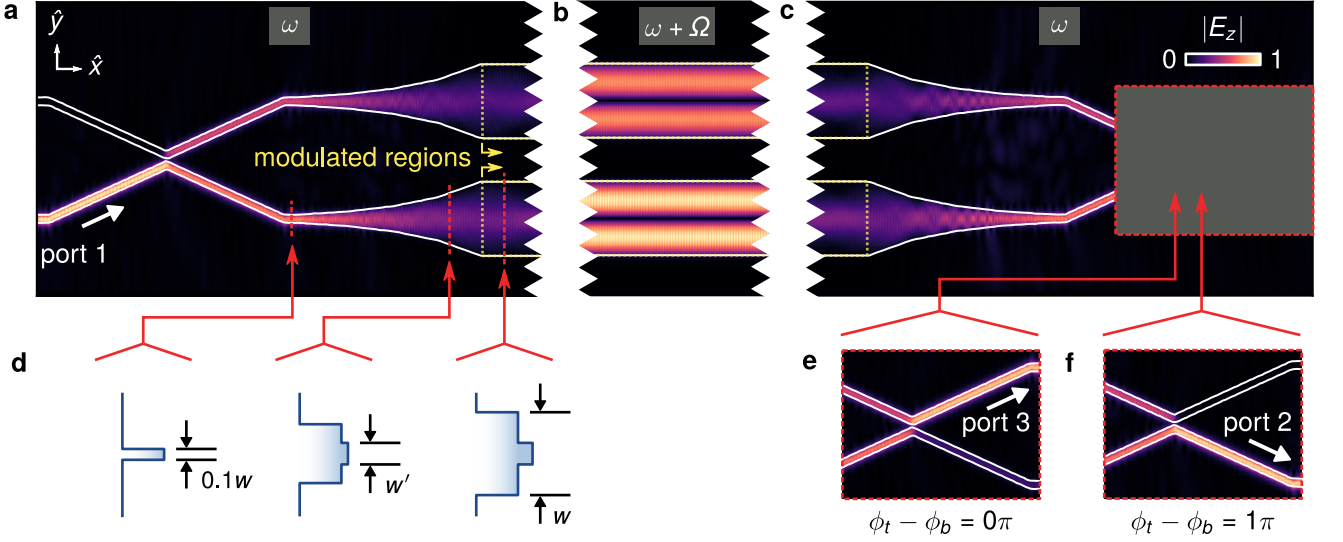 a
ŷ
x̂
ω
port 1
modulated regions
b
ω + Ω
c
ω
|E_z|
0 1
d
0.1w
w′
w
e
port 3
ϕ_t − ϕ_b = 0π
f
port 2
ϕ_t − ϕ_b = 1π